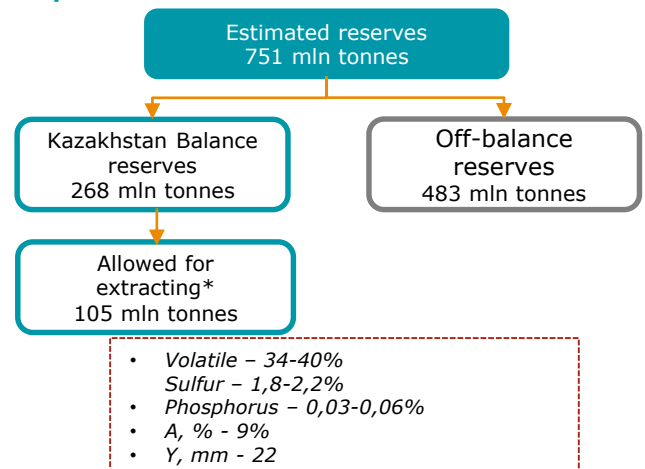 Estimated reserves
751 mln tonnes
Kazakhstan Balance
reserves
268 mln tonnes
Off-balance
reserves
483 mln tonnes
Allowed for
extracting*
105 mln tonnes
• Volatile – 34-40%
Sulfur – 1,8-2,2%
• Phosphorus – 0,03-0,06%
• A, % - 9%
• Y, mm - 22